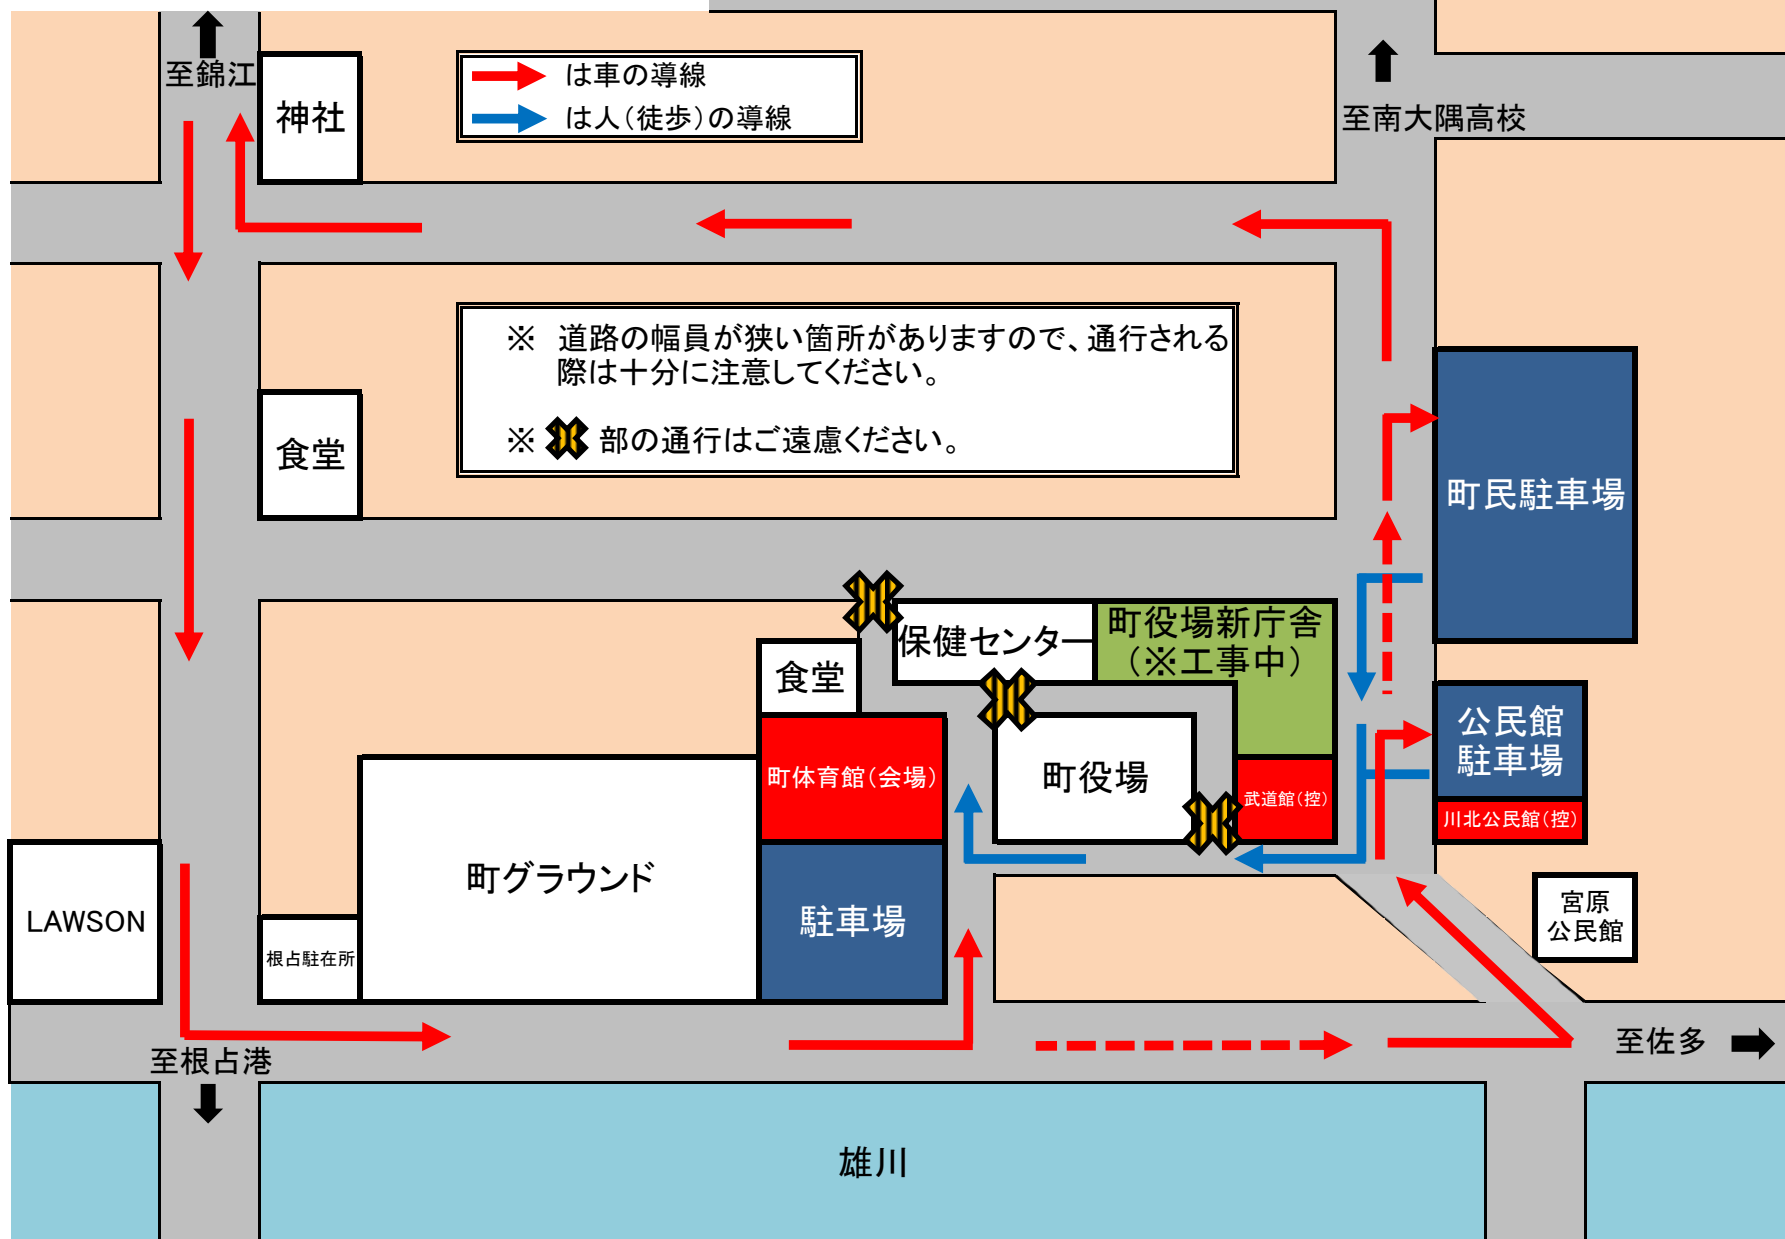 至錦江
神社
は車の導線
は人(徒歩)の導線
至南大隅高校
※ 道路の幅員が狭い箇所がありますので、通行される
際は十分に注意してください。
※ 部の通行はご遠慮ください。
食堂
町民駐車場
保健センター
町役場新庁舎
(※工事中)
食堂
公民館
駐車場
町体育館(会場)
町役場
武道館(控)
川北公民館(控)
町グラウンド
駐車場
LAWSON
根占駐在所
宮原
公民館
至根占港
至佐多
雄川